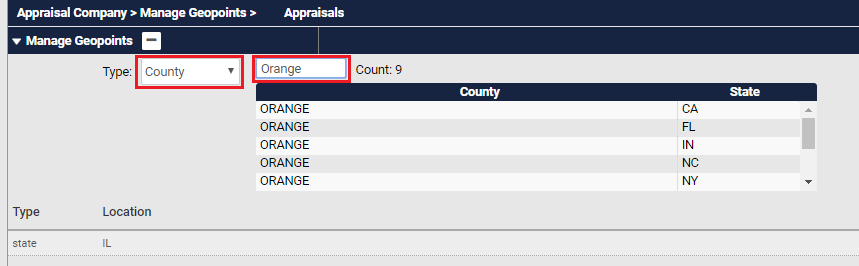 Appraisal Company > Manage Geopoints > Appraisals
Manage Geopoints
Type: County Orange Count: 9
County State
ORANGE CA
ORANGE FL
ORANGE IN
ORANGE NC
ORANGE NY
Type Location
state IL